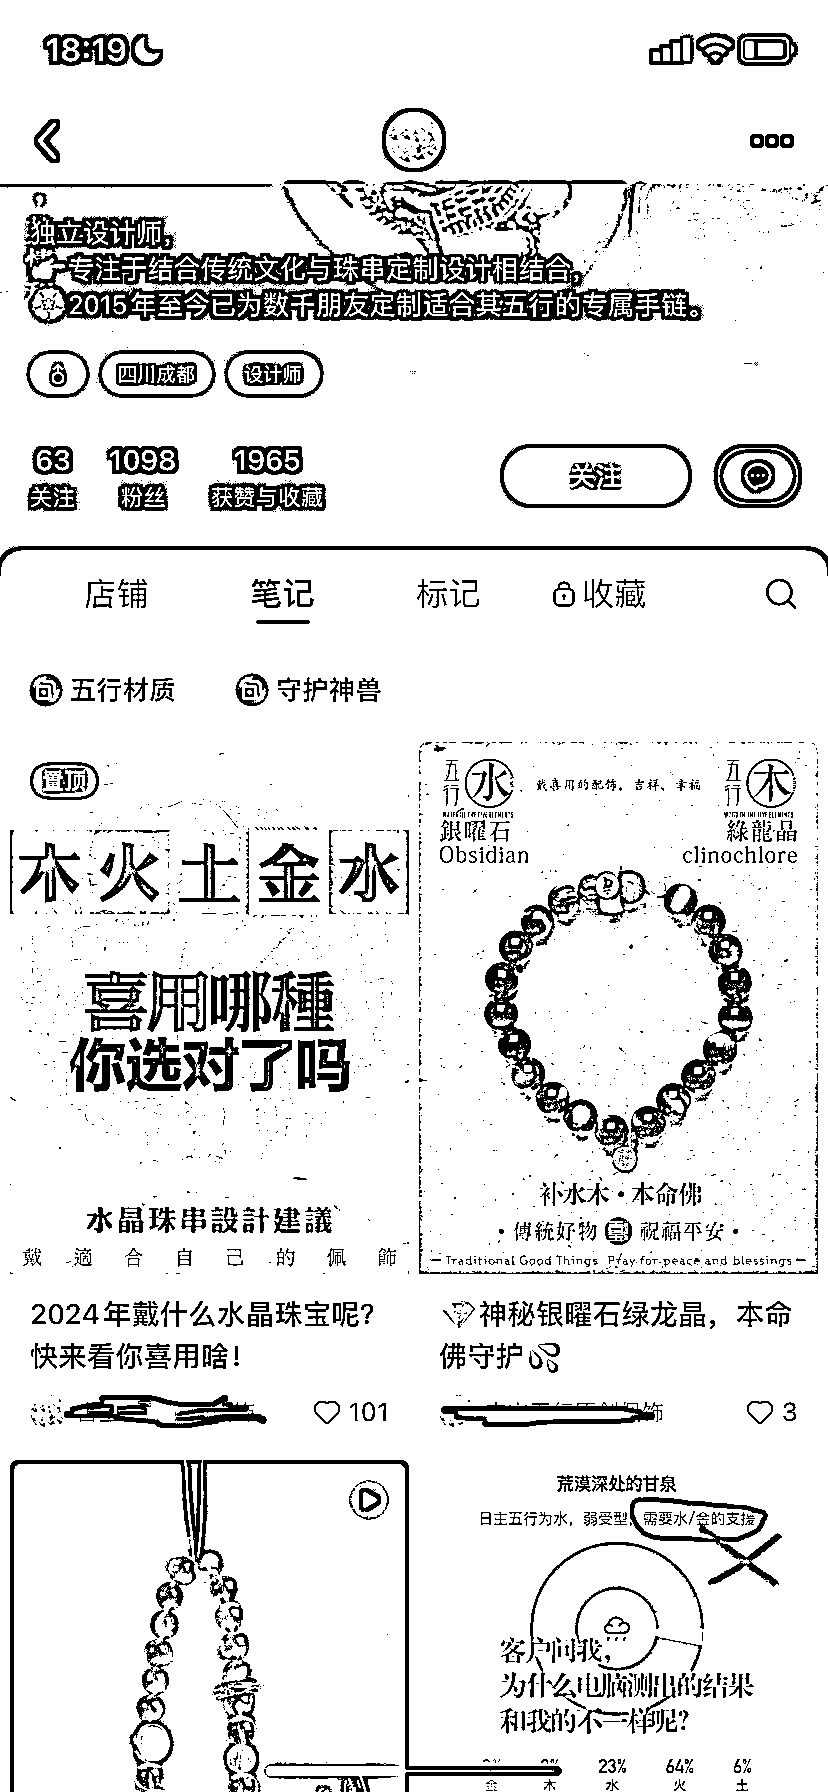 18:19
独立设计师,
专注于结合传统文化与珠串定制设计相结合,
2015年至今已为数千朋友定制适合其五行的专属手链。
四川成都 设计师
63 1098 1965
关注 粉丝 获赞与收藏
关注
店铺 笔记 标记 收藏
五行材质 守护神兽
置顶
木火土金水
喜用哪種
你选对了吗
水晶珠串設計建議
戴適合自己的佩飾
2024年戴什么水晶珠宝呢?
快来看你喜用啥!
101
五行 水 戴喜用的配饰。吉祥、幸福 五行 木
銀曜石 綠龍晶
Obsidian clinochlore
补水木·本命佛
·傳統好物 祝福平安·
Traditional Good Things Pray for peace and blessings
神秘银曜石绿龙晶，本命
佛守护
3
荒漠深处的甘泉
日主五行为水，弱受型，需要水/金的支援
客户问我，
为什么电脑测出的结果
和我的不一样呢?
23% 64% 6%
金 木 水 火 土